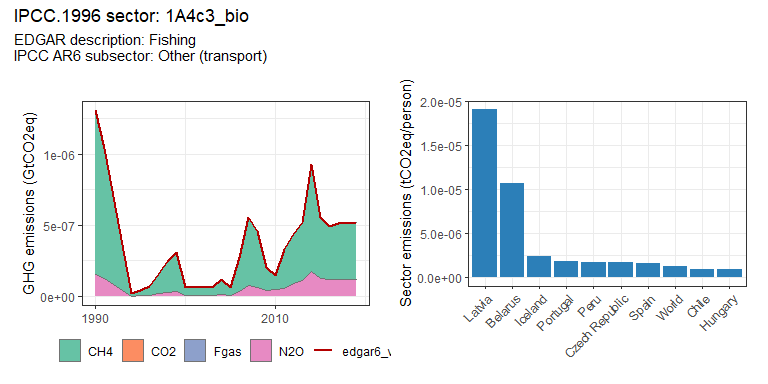 IPCC.1996 sector: 1A4c3_bio
EDGAR description: Fishing
IPCC AR6 subsector: Other (transport)
GHG emissions (GtCO2eq)
1e-06
5e-07
0e+00
1990
2010
CH4
CO2
Fgas
N2O
edgar6_v
Sector emissions (tCO2eq/person)
2.0e-05
1.5e-05
1.0e-05
5.0e-06
0.0e+00
Latvia
Belarus
Iceland
Portugal
Peru
Czech Republic
Spain
World
Chile
Hungary